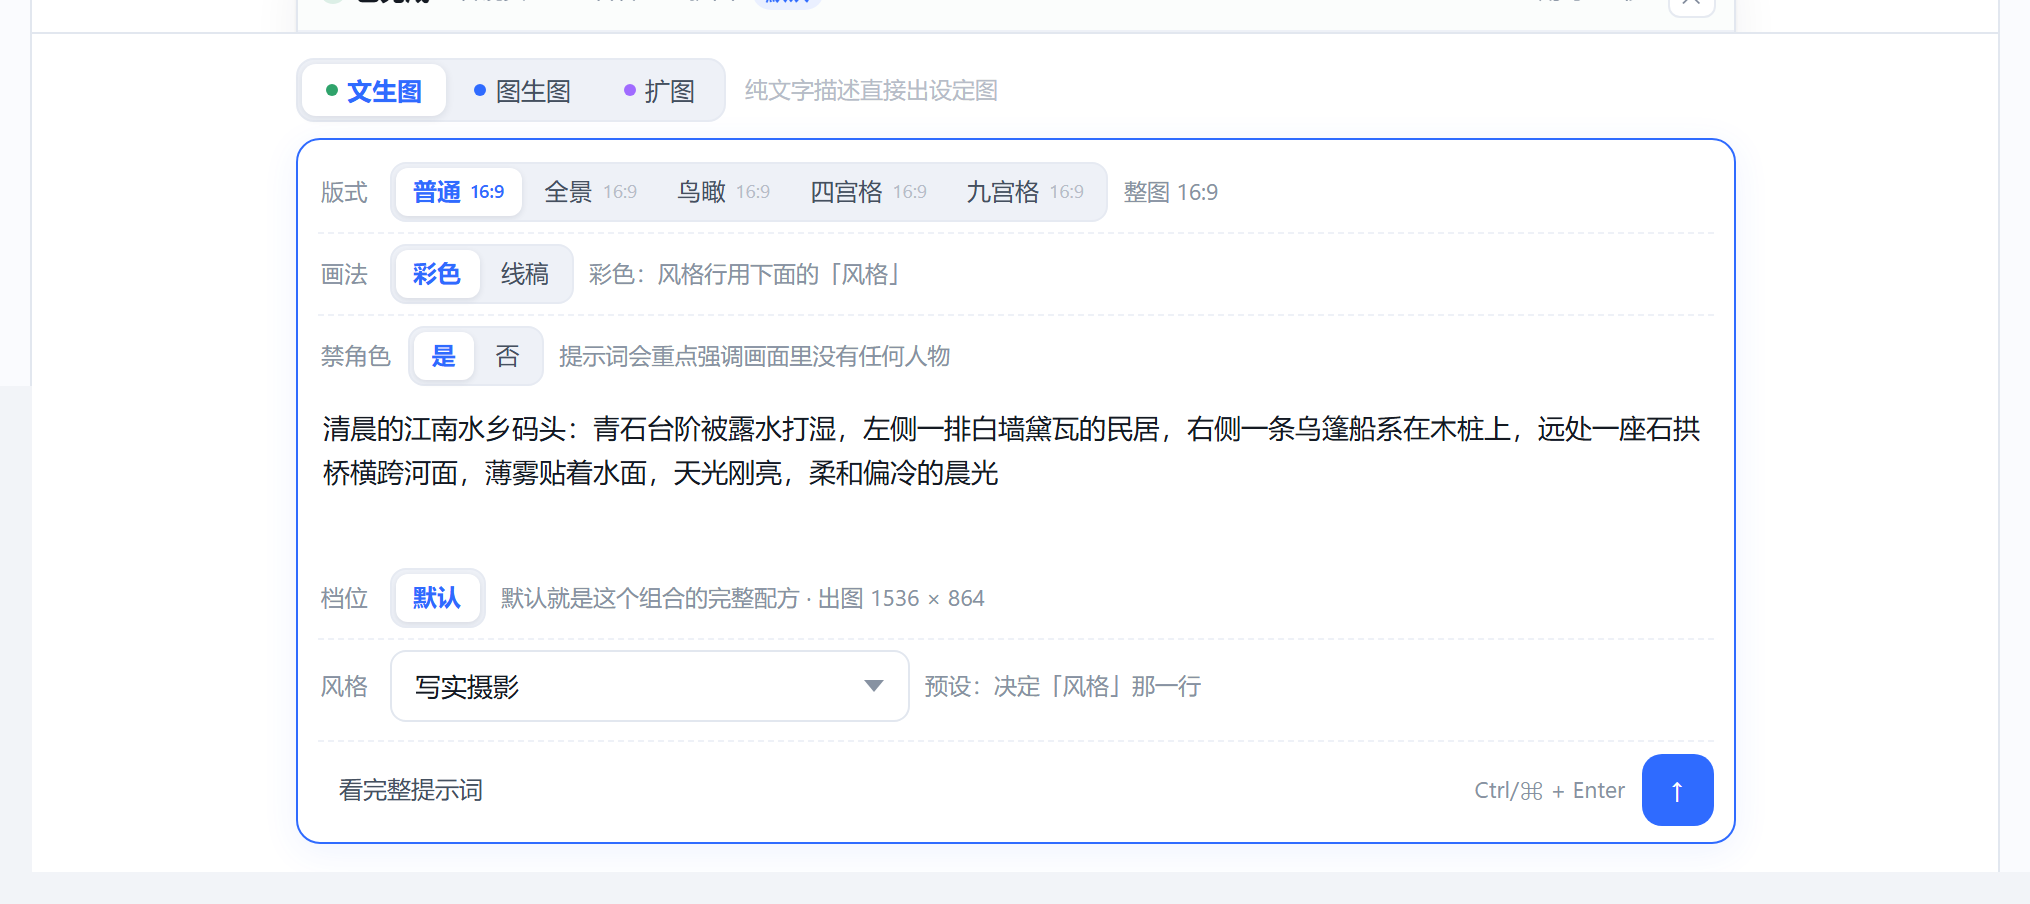 文生图 图生图 扩图 纯文字描述直接出设定图
版式 普通 16:9 全景 16:9 鸟瞰 16:9 四宫格 16:9 九宫格 16:9 整图 16:9
画法 彩色 线稿 彩色：风格行用下面的「风格」
禁角色 是 否 提示词会重点强调画面里没有任何人物
清晨的江南水乡码头：青石台阶被露水打湿，左侧一排白墙黛瓦的民居，右侧一条乌篷船系在木桩上，远处一座石拱
桥横跨河面，薄雾贴着水面，天光刚亮，柔和偏冷的晨光
档位 默认 默认就是这个组合的完整配方 · 出图 1536 × 864
风格 写实摄影 预设：决定「风格」那一行
看完整提示词 Ctrl/⌘ + Enter ↑